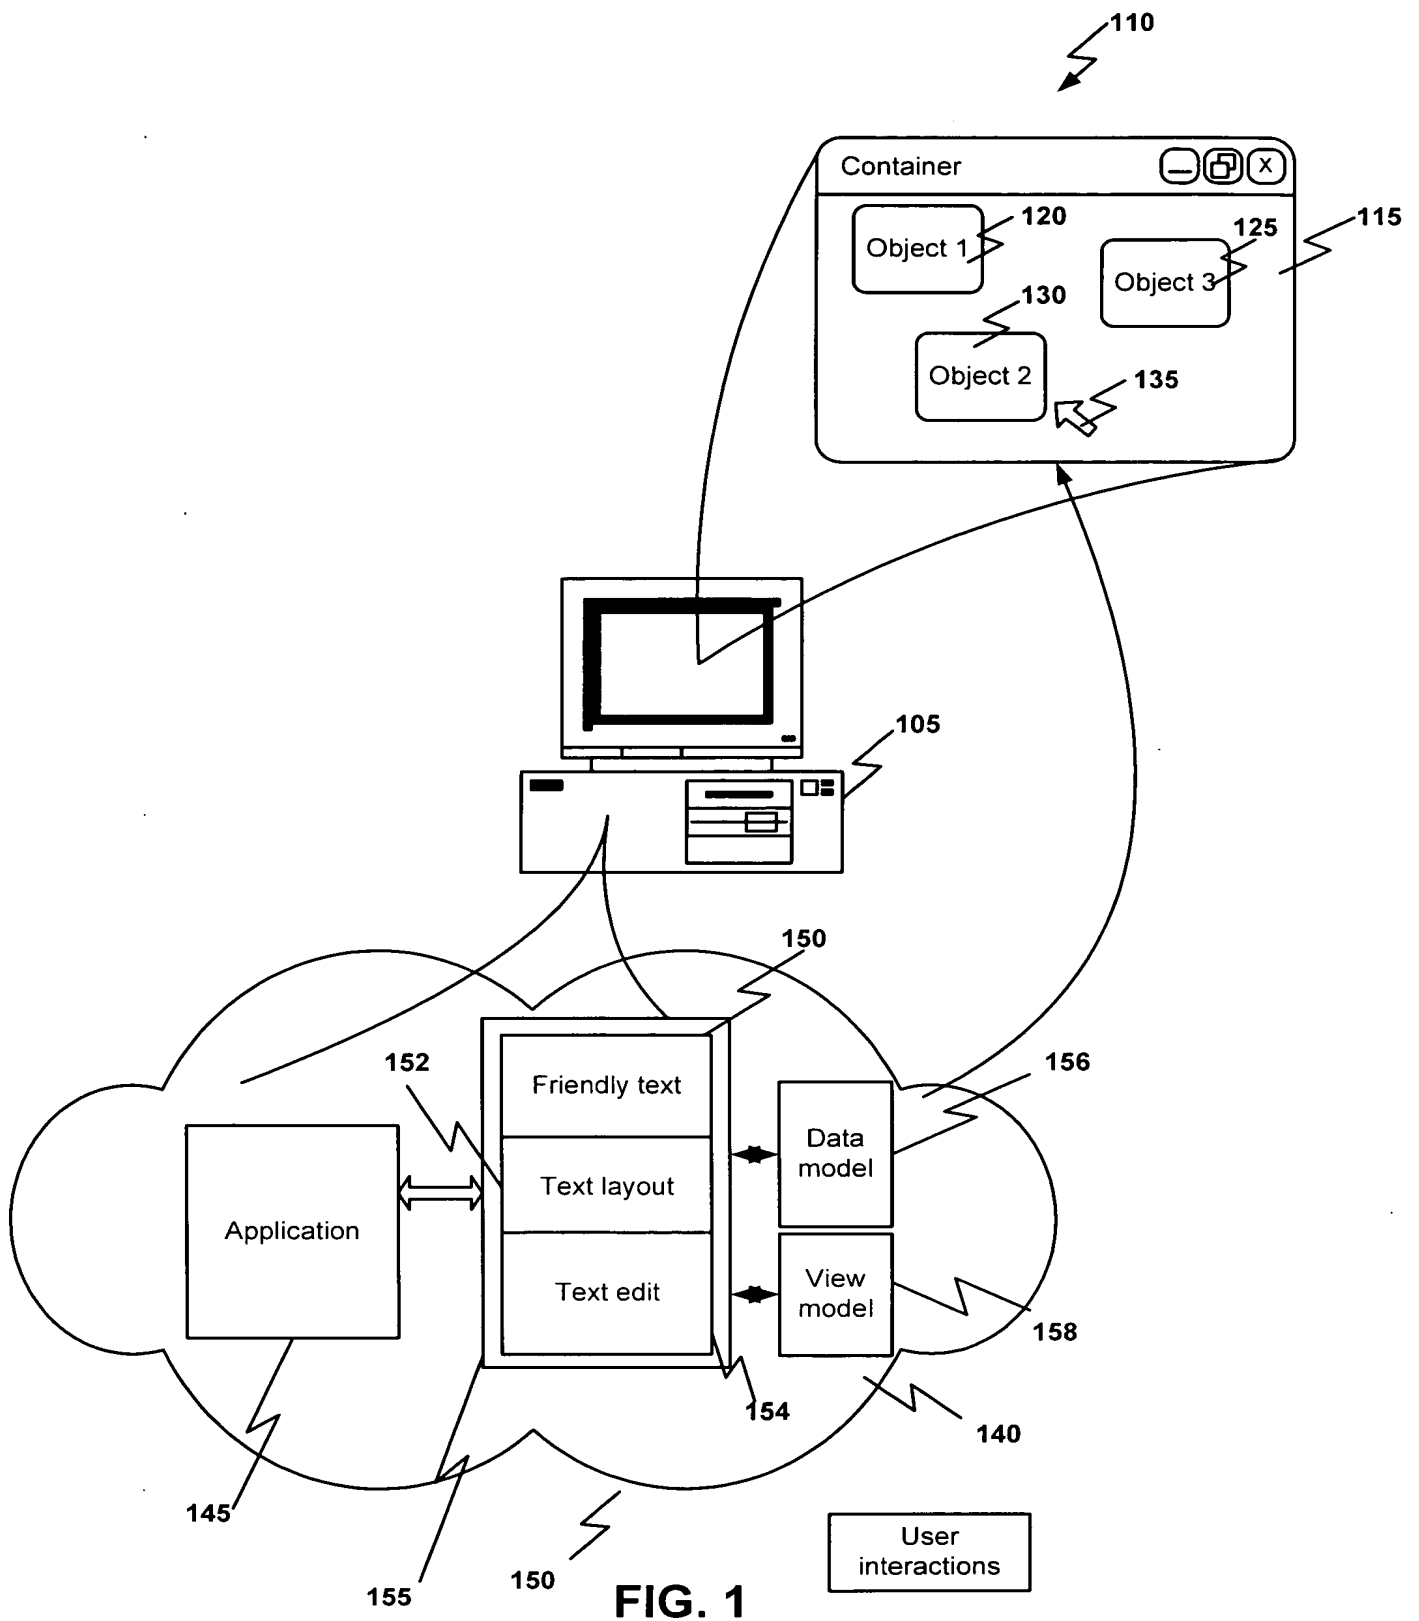 110
Container
X
120
Object 1
125
Object 3
115
130
Object 2
135
105
150
152
Friendly text
156
Data
model
Text layout
Application
View
model
Text edit
158
154
140
145
155
150
User
interactions
FIG. 1